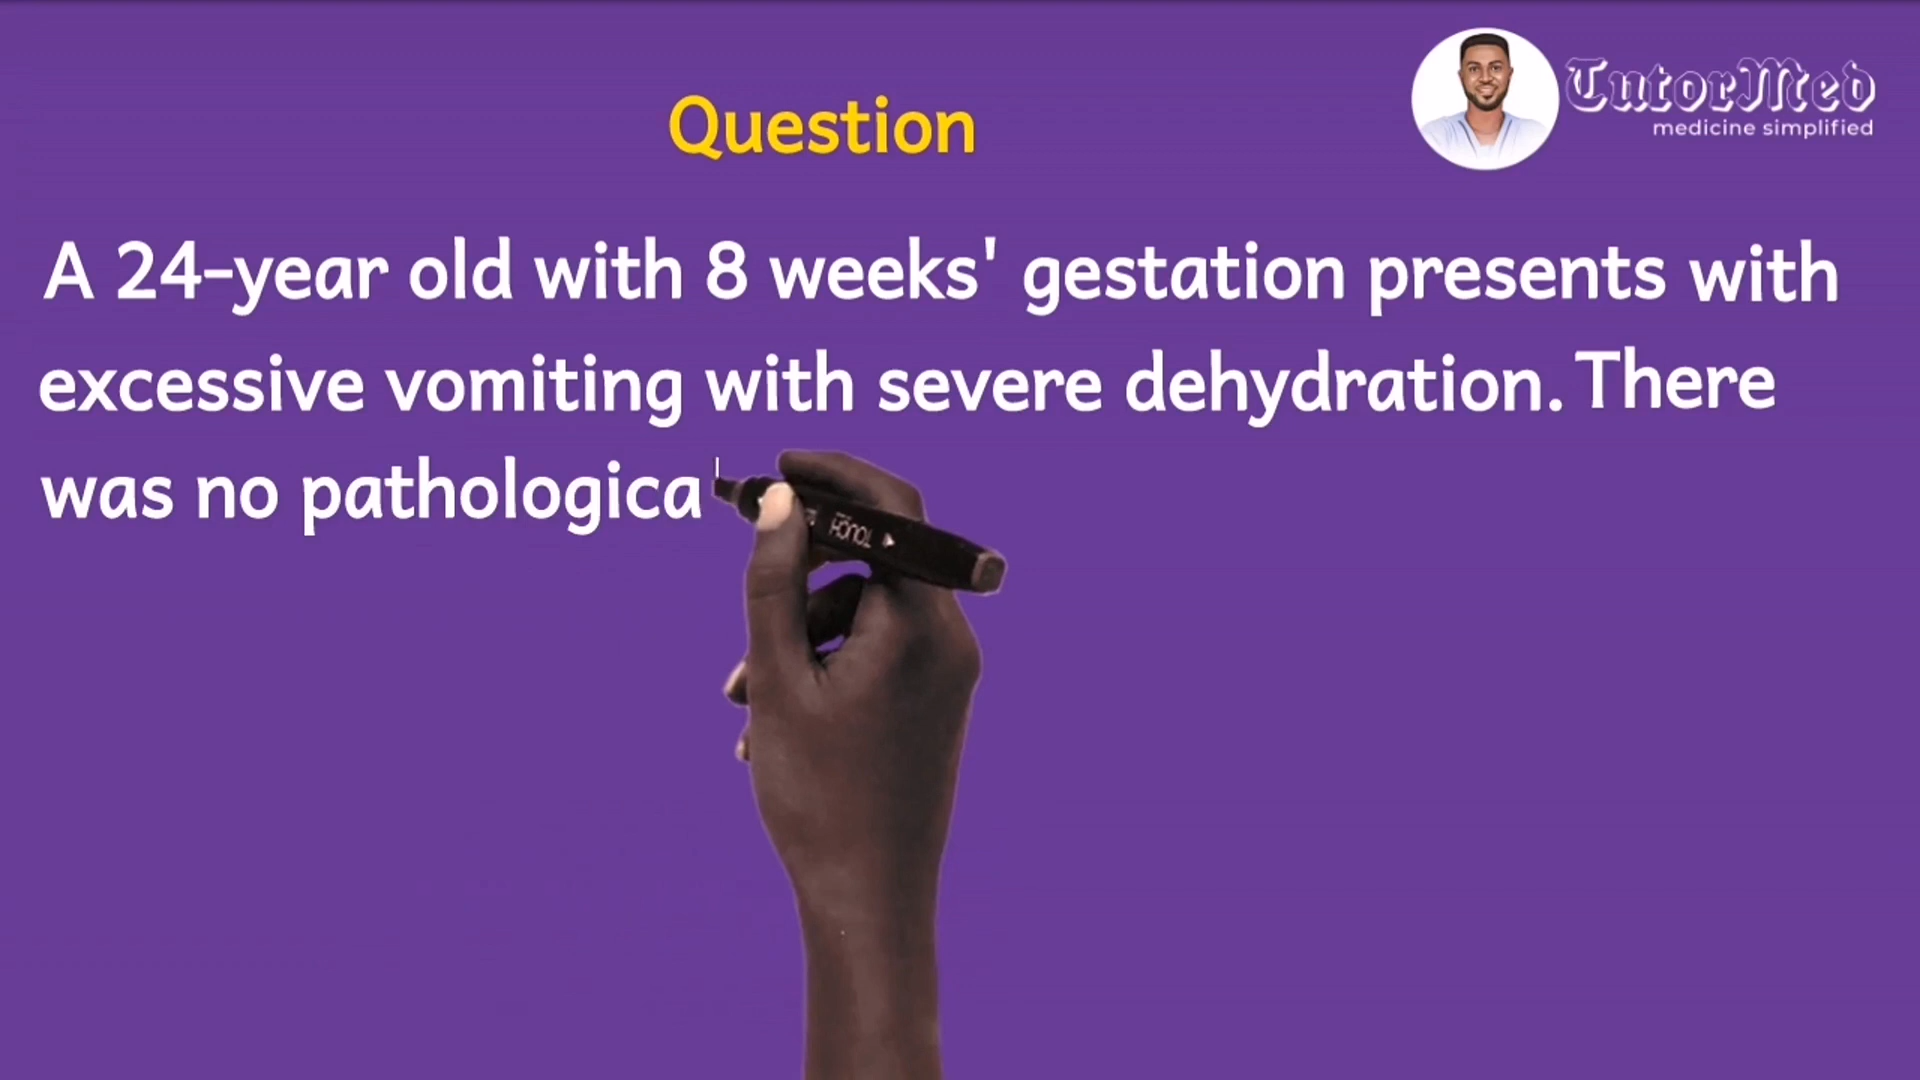 TutorMed
medicine simplified
Question
A 24-year old with 8 weeks' gestation presents with
excessive vomiting with severe dehydration. There
was no pathologica
TOUCH